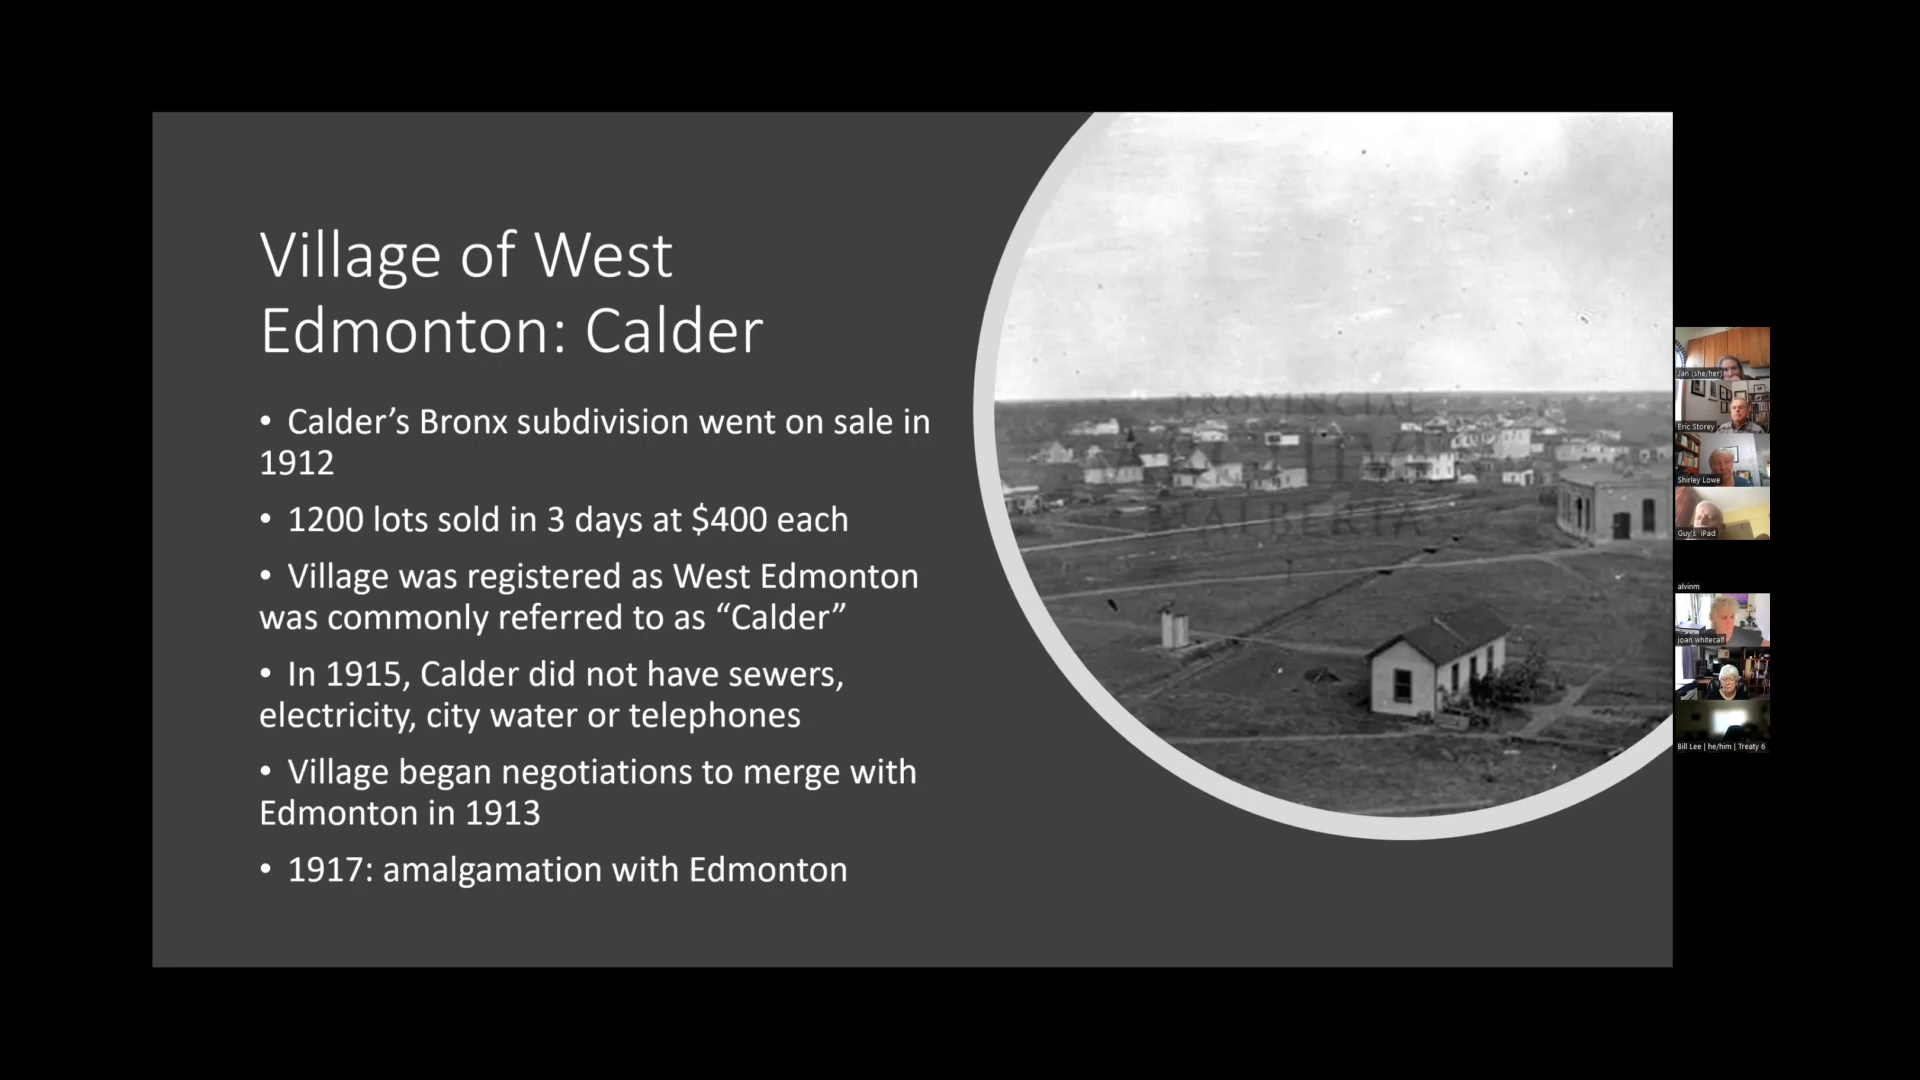 Village of West
Edmonton: Calder
• Calder’s Bronx subdivision went on sale in
1912
• 1200 lots sold in 3 days at $400 each
• Village was registered as West Edmonton
was commonly referred to as “Calder”
• In 1915, Calder did not have sewers,
electricity, city water or telephones
• Village began negotiations to merge with
Edmonton in 1913
• 1917: amalgamation with Edmonton
PROVINCIAL
ARCHIVES
OF ALBERTA
Jan (she/her)
Eric Storey
Shirley Lowe
Guy's iPad
alvinm
joan whitecalf
Bill Lee | he/him | Treaty 6